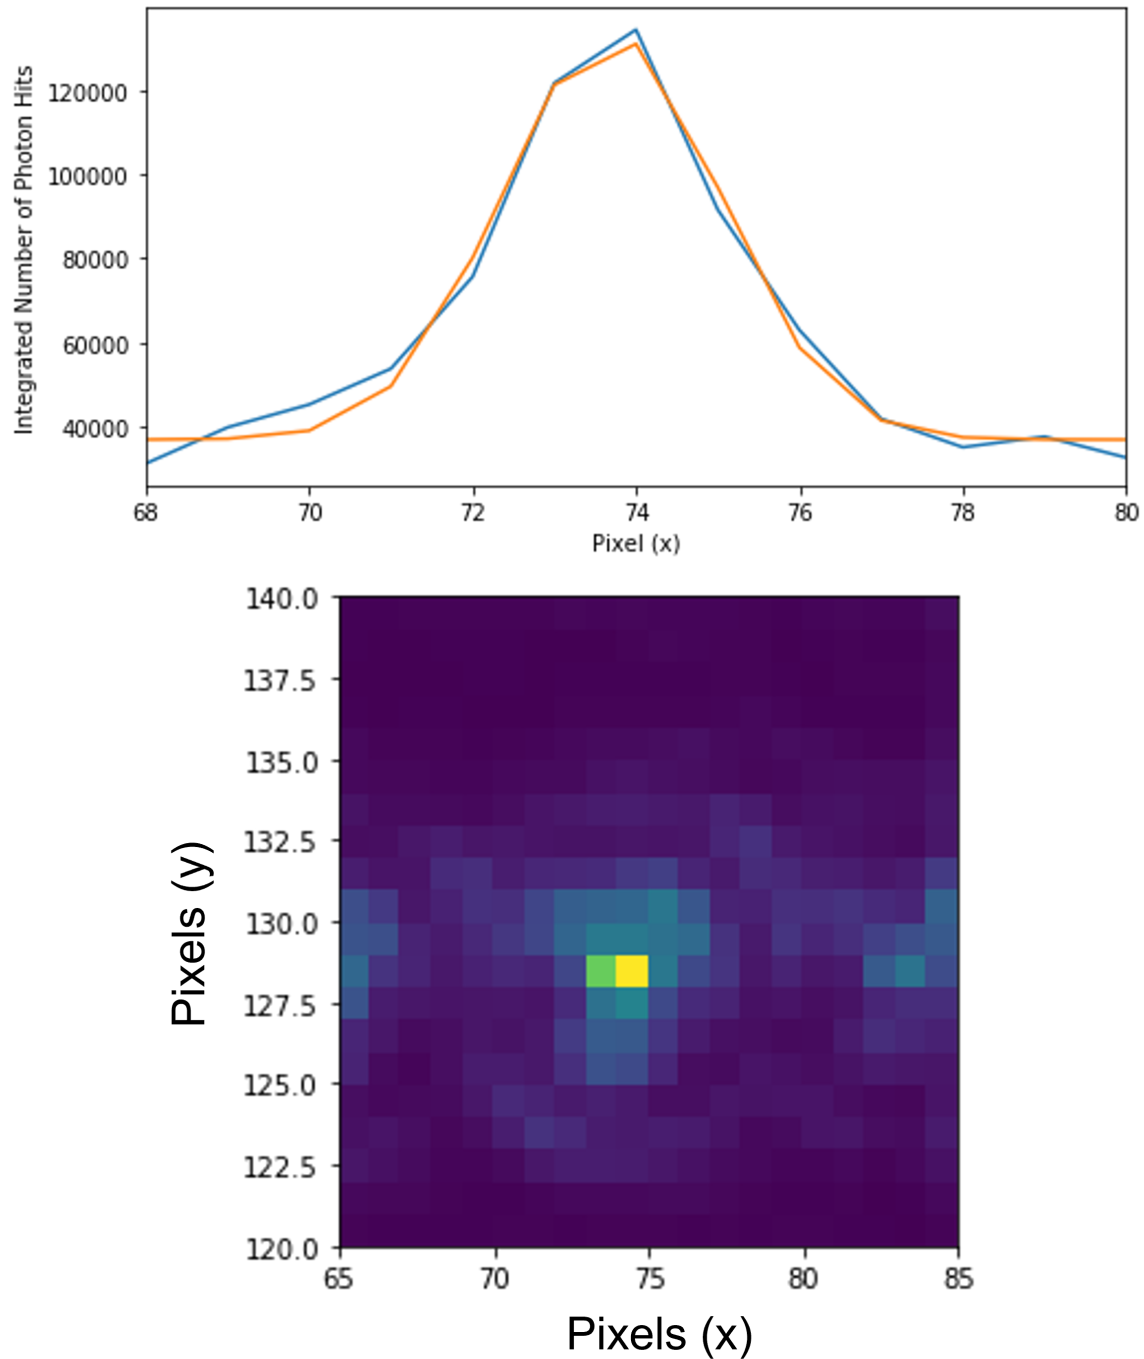 Integrated Number of Photon Hits
120000
100000
80000
60000
40000
68 70 72 74 76 78 80
Pixel (x)
Pixels (y)
140.0
137.5
135.0
132.5
130.0
127.5
125.0
122.5
120.0
65 70 75 80 85
Pixels (x)